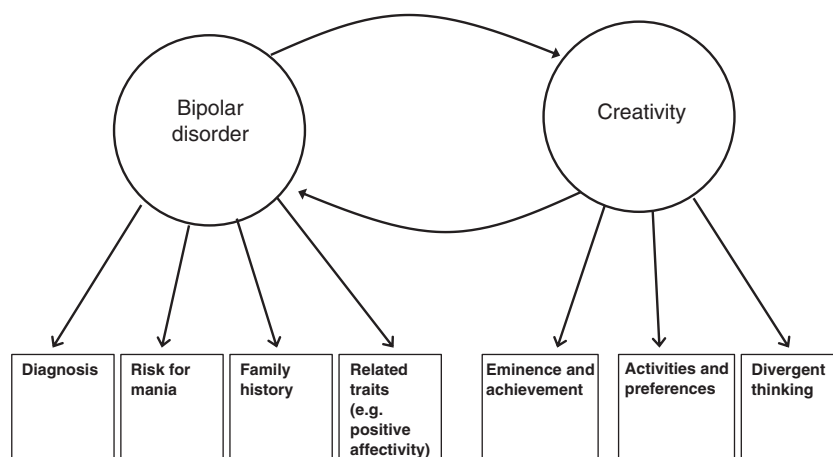 Bipolar
disorder
Creativity
Diagnosis
Risk for
mania
Family
history
Related
traits
(e.g.
positive
affectivity)
Eminence and
achievement
Activities and
preferences
Divergent
thinking